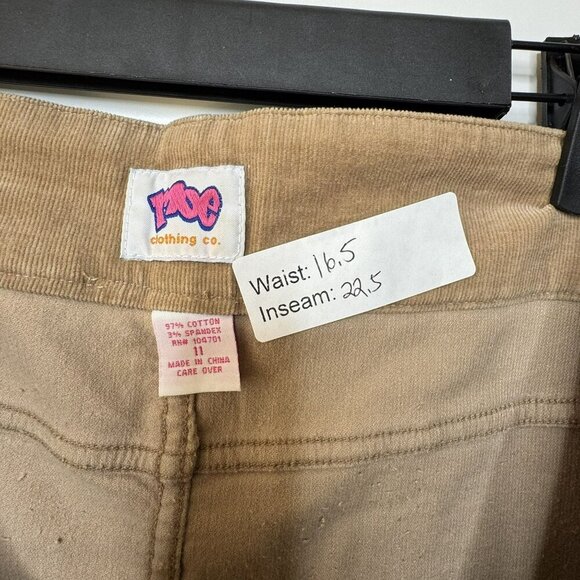 moe
clothing co.
Waist: 16.5
Inseam: 22.5
97% COTTON
3% SPANDEX
RN# 104701
11
MADE IN CHINA
CARE OVER